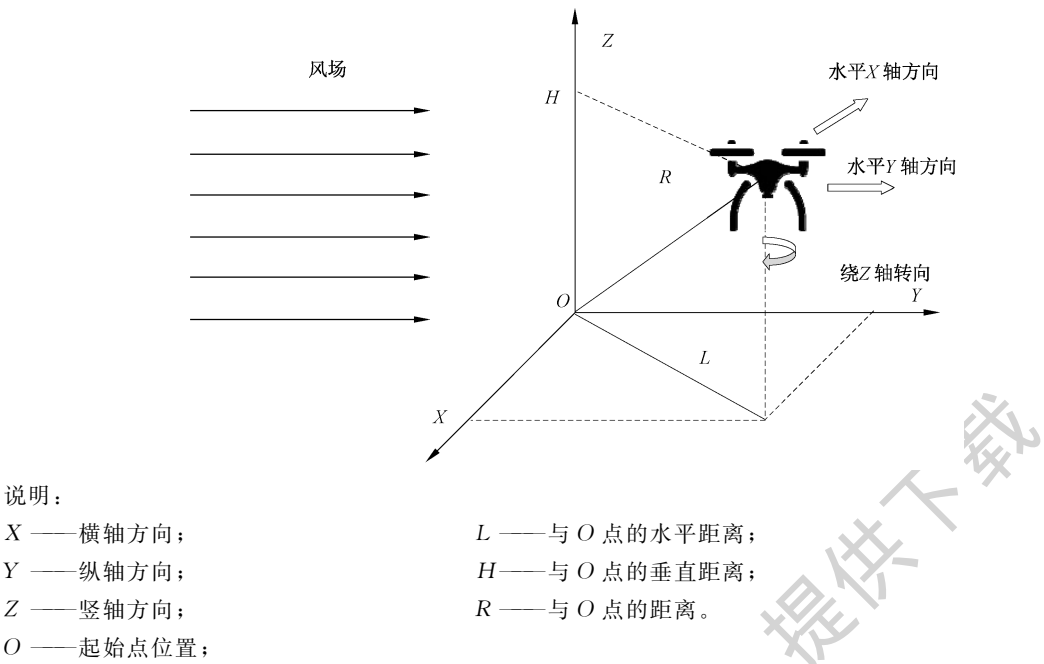 风场
Z
H
水平X轴方向
水平Y轴方向
R
绕Z轴转向
O
Y
L
X
说明：
X ——横轴方向；
L ——与 O 点的水平距离；
Y ——纵轴方向；
H——与 O 点的垂直距离；
Z ——竖轴方向；
R ——与 O 点的距离。
O ——起始点位置；
提供下载